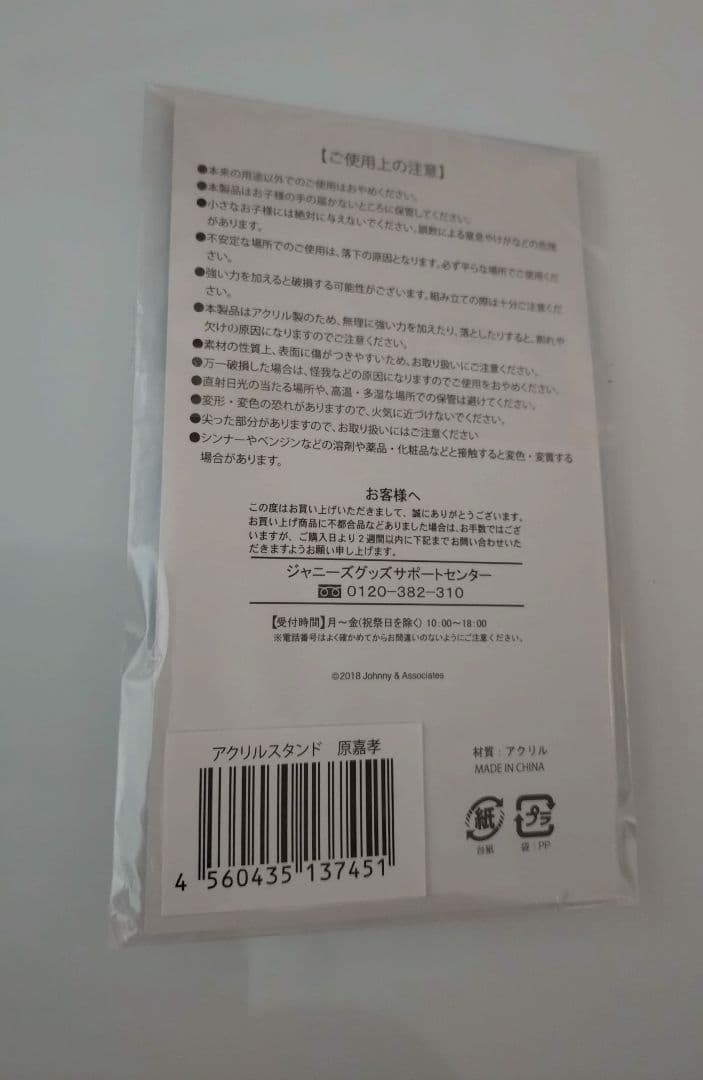 【ご使用上の注意】
●本来の用途以外でのご使用はおやめください。
●本製品はお子様の手の届かないところに保管してください。
●小さなお子様には絶対に与えないでください。誤飲による窒息やけがなどの危険
があります。
●不安定な場所でのご使用は、落下の原因となります。必ず平らな場所でご使用くだ
さい。
●強い力を加えると破損する可能性がございます。組み立ての際は十分ご注意くだ
さい。
●本製品はアクリル製のため、無理に強い力を加えたり、落としたりすると、割れや
欠けの原因になりますのでご注意ください。
●素材の性質上、表面に傷がつきやすいため、お取り扱いにご注意ください。
●万一破損した場合は、怪我などの原因になりますのでご使用をおやめください。
●直射日光の当たる場所や、高温・多湿な場所での保管は避けてください。
●変形・変色の恐れがありますので、火気に近づけないでください。
●尖った部分がありますので、お取り扱いにはご注意ください
●シンナーやベンジンなどの溶剤や薬品・化粧品などと接触すると変色・変質する
場合があります。
お客様へ
この度はお買い上げいただきまして、誠にありがとうございます。
お買い上げ商品に不都合品などありました場合は、お手数ではござ
いますが、ご購入日より2週間以内に下記までお問い合わせいた
だきますようお願い申し上げます。
ジャニーズグッズサポートセンター
0120-382-310
【受付時間】月〜金(祝祭日を除く) 10:00〜18:00
※電話番号はよく確かめてからお間違いのないようにご注意ください。
©2018 Johnny & Associates
アクリルスタンド 原嘉孝
4 560435 137451
材質:アクリル
MADE IN CHINA
紙 プラ
台紙 袋:PP